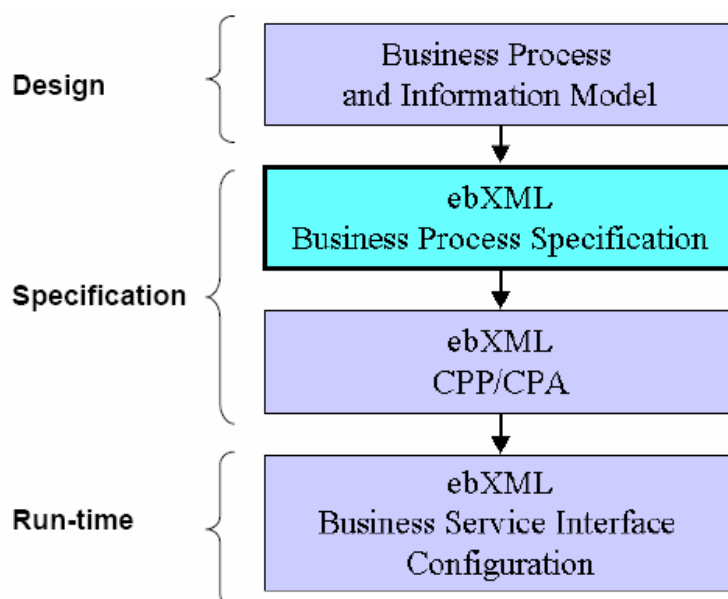 Design
Business Process
and Information Model
Specification
ebXML
Business Process Specification
ebXML
CPP/CPA
Run-time
ebXML
Business Service Interface
Configuration